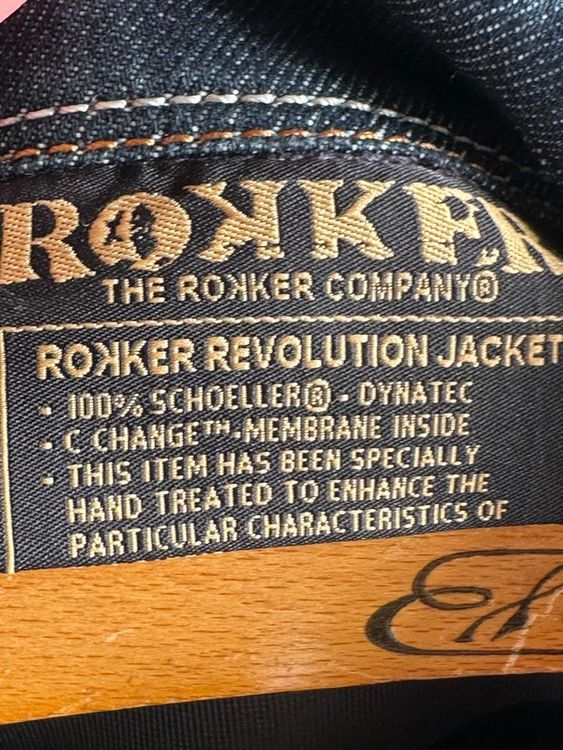 ROKKER
THE ROKKER COMPANY®
ROKKER REVOLUTION JACKET
- 100% SCHOELLER® - DYNATEC
- C CHANGE™-MEMBRANE INSIDE
- THIS ITEM HAS BEEN SPECIALLY
HAND TREATED TO ENHANCE THE
PARTICULAR CHARACTERISTICS OF